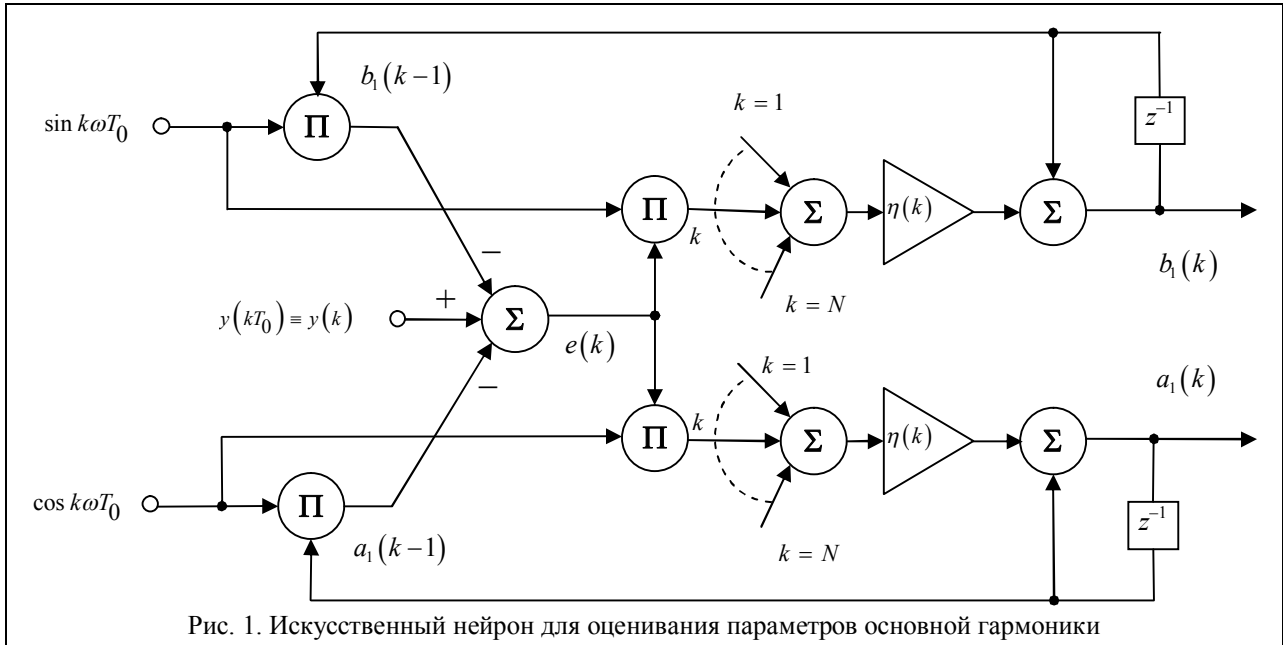 b₁(k−1)
k = 1
z⁻¹
sin kωT₀
Π
Π
Σ
η(k)
Σ
k
b₁(k)
−
k = N
y(kT₀) ≡ y(k)
+
Σ
e(k)
k = 1
a₁(k)
−
Π
k
Σ
η(k)
Σ
cos kωT₀
Π
z⁻¹
a₁(k−1)
k = N
Рис. 1. Искусственный нейрон для оценивания параметров основной гармоники